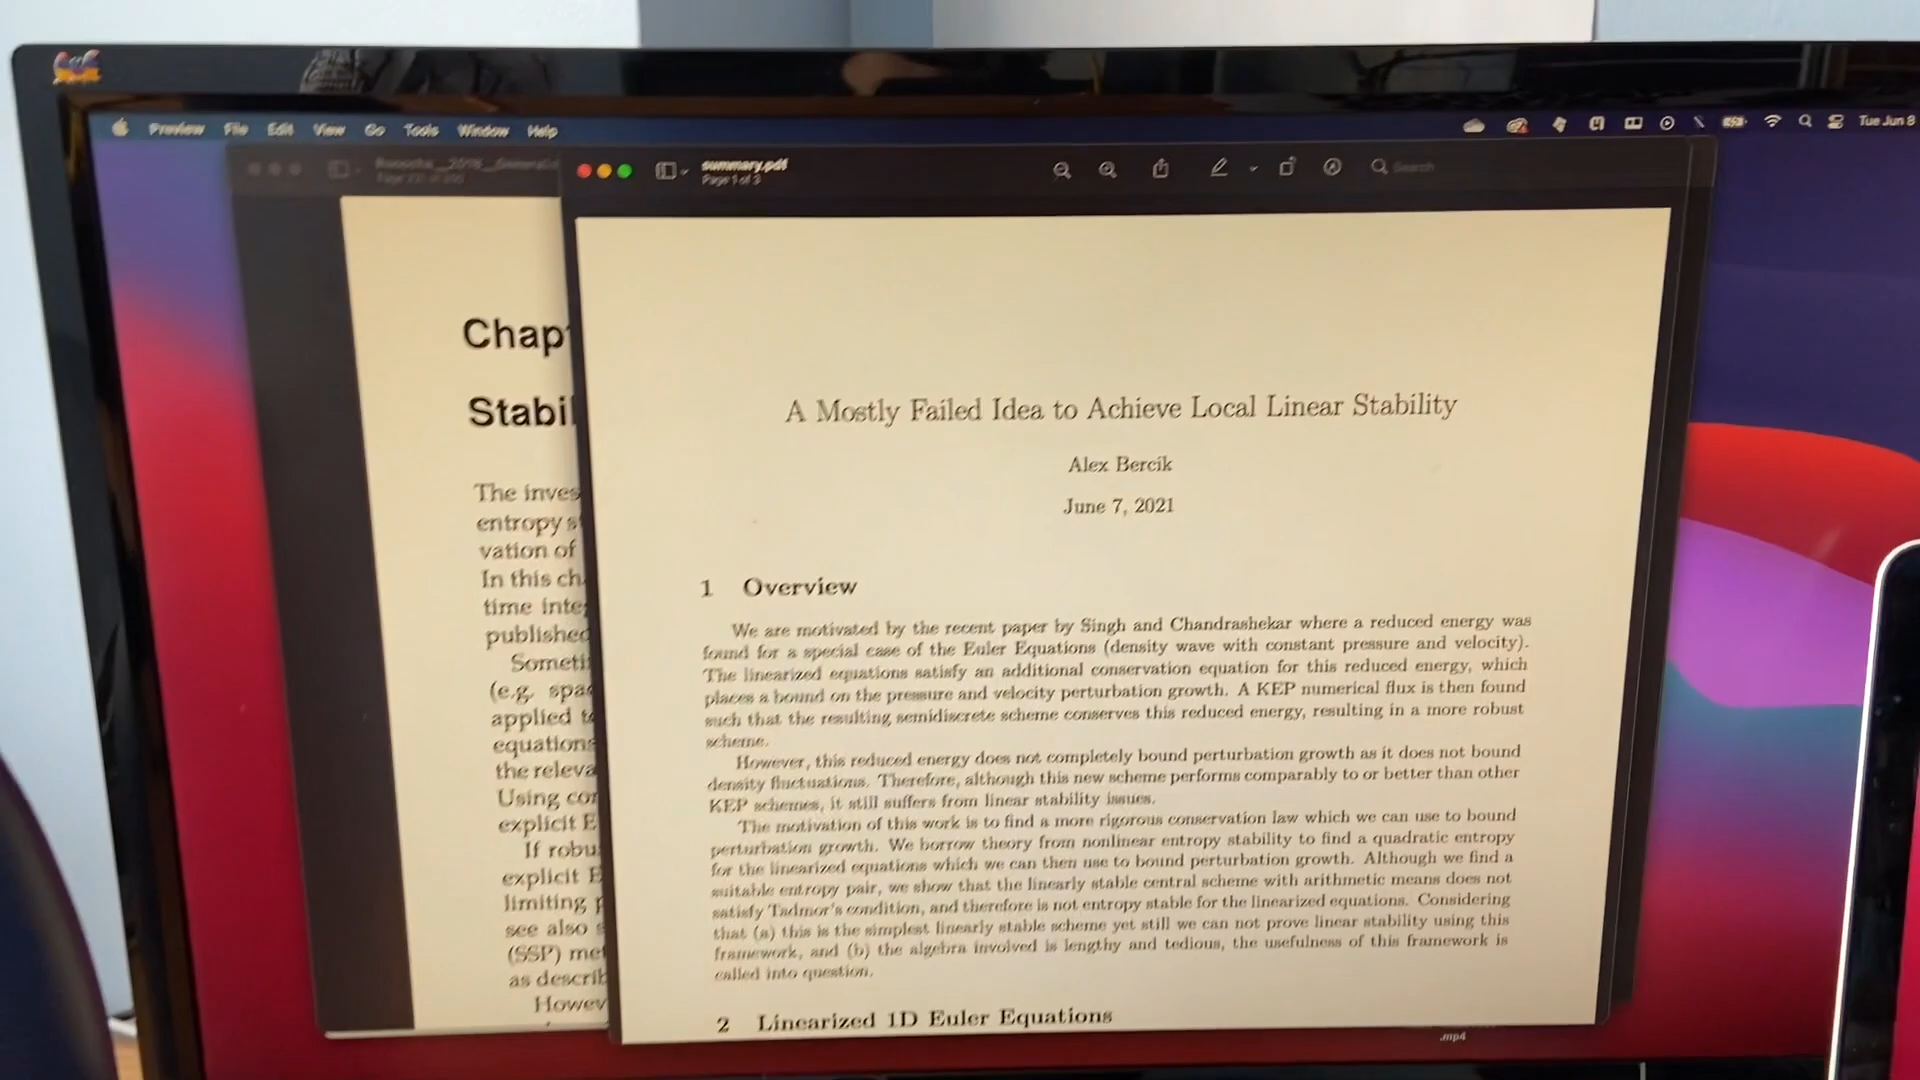 Preview File Edit View Go Tools Window Help
Tue Jun 8
summary.pdf
Page 1 of 3
Search
Chap
Stabil
The inves
entropy s
vation of
In this ch
time inte
published
Someti
(e.g. spa
applied t
equations
the releva
Using con
explicit E
If robu
explicit E
limiting p
see also s
(SSP) met
as describ
Howev
A Mostly Failed Idea to Achieve Local Linear Stability
Alex Bercik
June 7, 2021
1 Overview
We are motivated by the recent paper by Singh and Chandrashekar where a reduced energy was
found for a special case of the Euler Equations (density wave with constant pressure and velocity).
The linearized equations satisfy an additional conservation equation for this reduced energy, which
places a bound on the pressure and velocity perturbation growth. A KEP numerical flux is then found
such that the resulting semidiscrete scheme conserves this reduced energy, resulting in a more robust
scheme.
However, this reduced energy does not completely bound perturbation growth as it does not bound
density fluctuations. Therefore, although this new scheme performs comparably to or better than other
KEP schemes, it still suffers from linear stability issues.
The motivation of this work is to find a more rigorous conservation law which we can use to bound
perturbation growth. We borrow theory from nonlinear entropy stability to find a quadratic entropy
for the linearized equations which we can then use to bound perturbation growth. Although we find a
suitable entropy pair, we show that the linearly stable central scheme with arithmetic means does not
satisfy Tadmor's condition, and therefore is not entropy stable for the linearized equations. Considering
that (a) this is the simplest linearly stable scheme yet still we can not prove linear stability using this
framework, and (b) the algebra involved is lengthy and tedious, the usefulness of this framework is
called into question.
2 Linearized 1D Euler Equations
.mp4